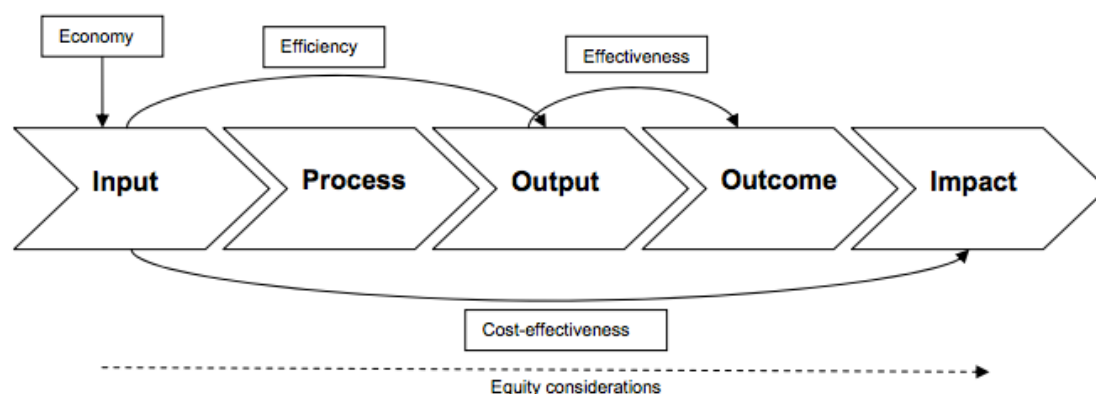 Economy
Efficiency
Effectiveness
Input
Process
Output
Outcome
Impact
Cost-effectiveness
Equity considerations